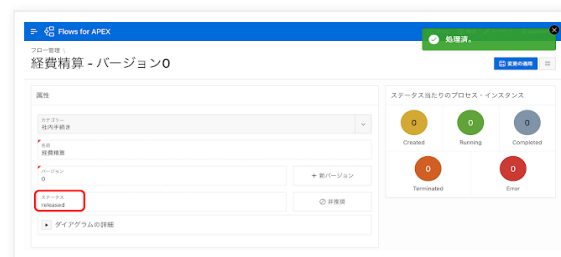 Flows for APEX
処理済。
フロー管理 \
経費精算 - バージョン0
変更の適用
属性
カテゴリー
社内手続き
名前
経費精算
バージョン
0
+ 新バージョン
ステータス
released
非推奨
ダイアグラムの詳細
ステータス当たりのプロセス・インスタンス
0
0
0
Created
Running
Completed
0
0
Terminated
Error